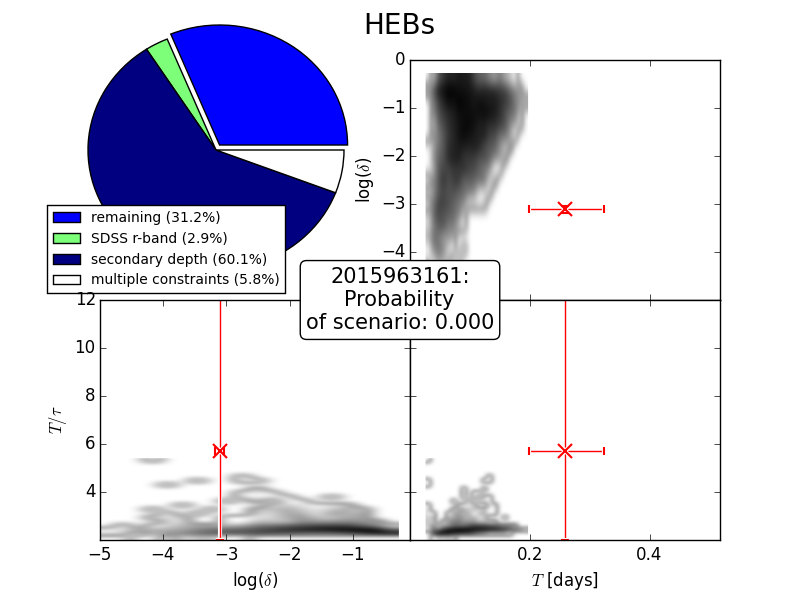 HEBs
remaining (31.2%)
SDSS r-band (2.9%)
secondary depth (60.1%)
multiple constraints (5.8%)
0
−1
−2
−3
−4
log(δ)
2015963161:
Probability
of scenario: 0.000
12
10
8
6
4
T/τ
−5 −4 −3 −2 −1
log(δ)
0.2 0.4
T [days]